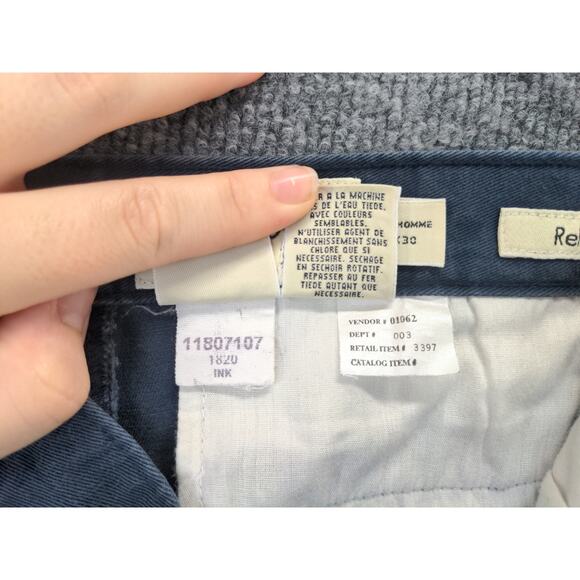 ER A LA MACHINE
S DE L'EAU TIEDE,
AVEC COULEURS
SEMBLABLES.
N'UTILISER AGENT DE
BLANCHISSEMENT SANS
CHLORE QUE SI
NECESSAIRE. SECHAGE
EN SECHOIR ROTATIF.
REPASSER AU FER
TIEDE AUTANT QUE
NECESSAIRE.
HOMME
X30
Rel
11807107
1820
INK
VENDOR # 01062
DEPT # 003
RETAIL ITEM # 3397
CATALOG ITEM #